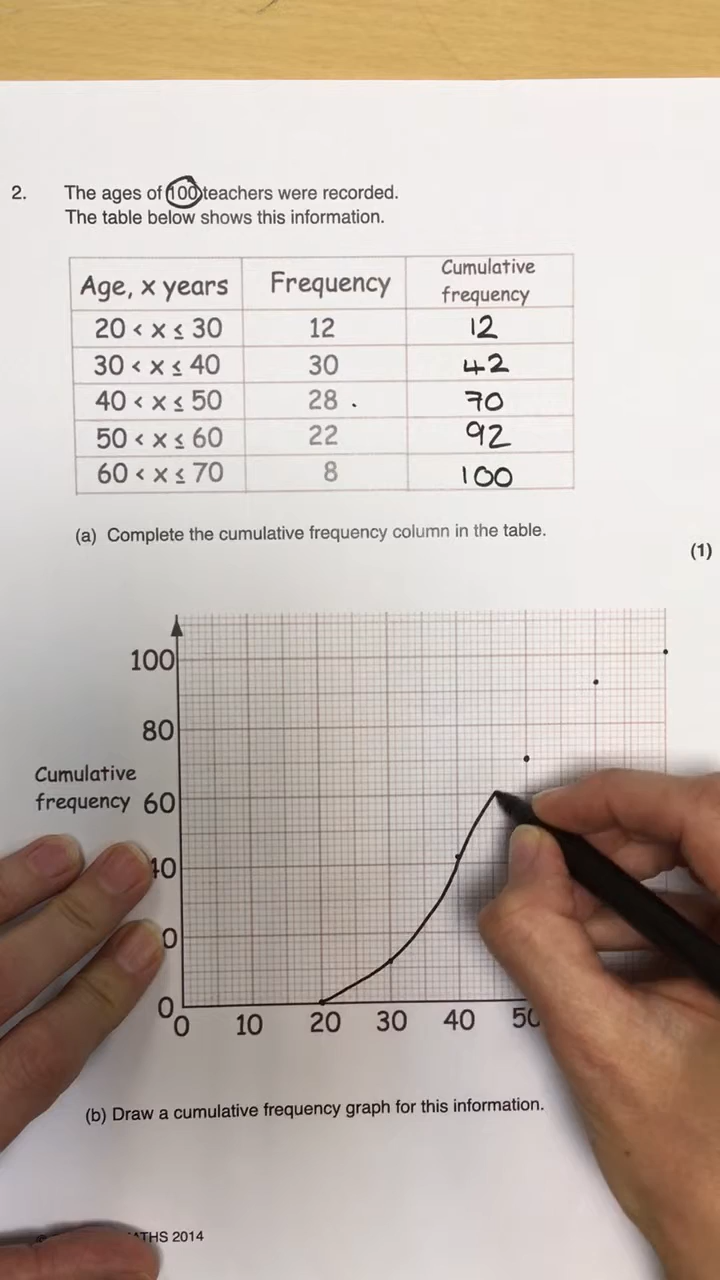 2. The ages of 100 teachers were recorded.
The table below shows this information.
Age, x years Frequency Cumulative frequency
20 < x ≤ 30 12 12
30 < x ≤ 40 30 42
40 < x ≤ 50 28 70
50 < x ≤ 60 22 92
60 < x ≤ 70 8 100
(a) Complete the cumulative frequency column in the table.
(1)
100
80
Cumulative
frequency 60
0
0
0 10 20 30 40
(b) Draw a cumulative frequency graph for this information.
2014